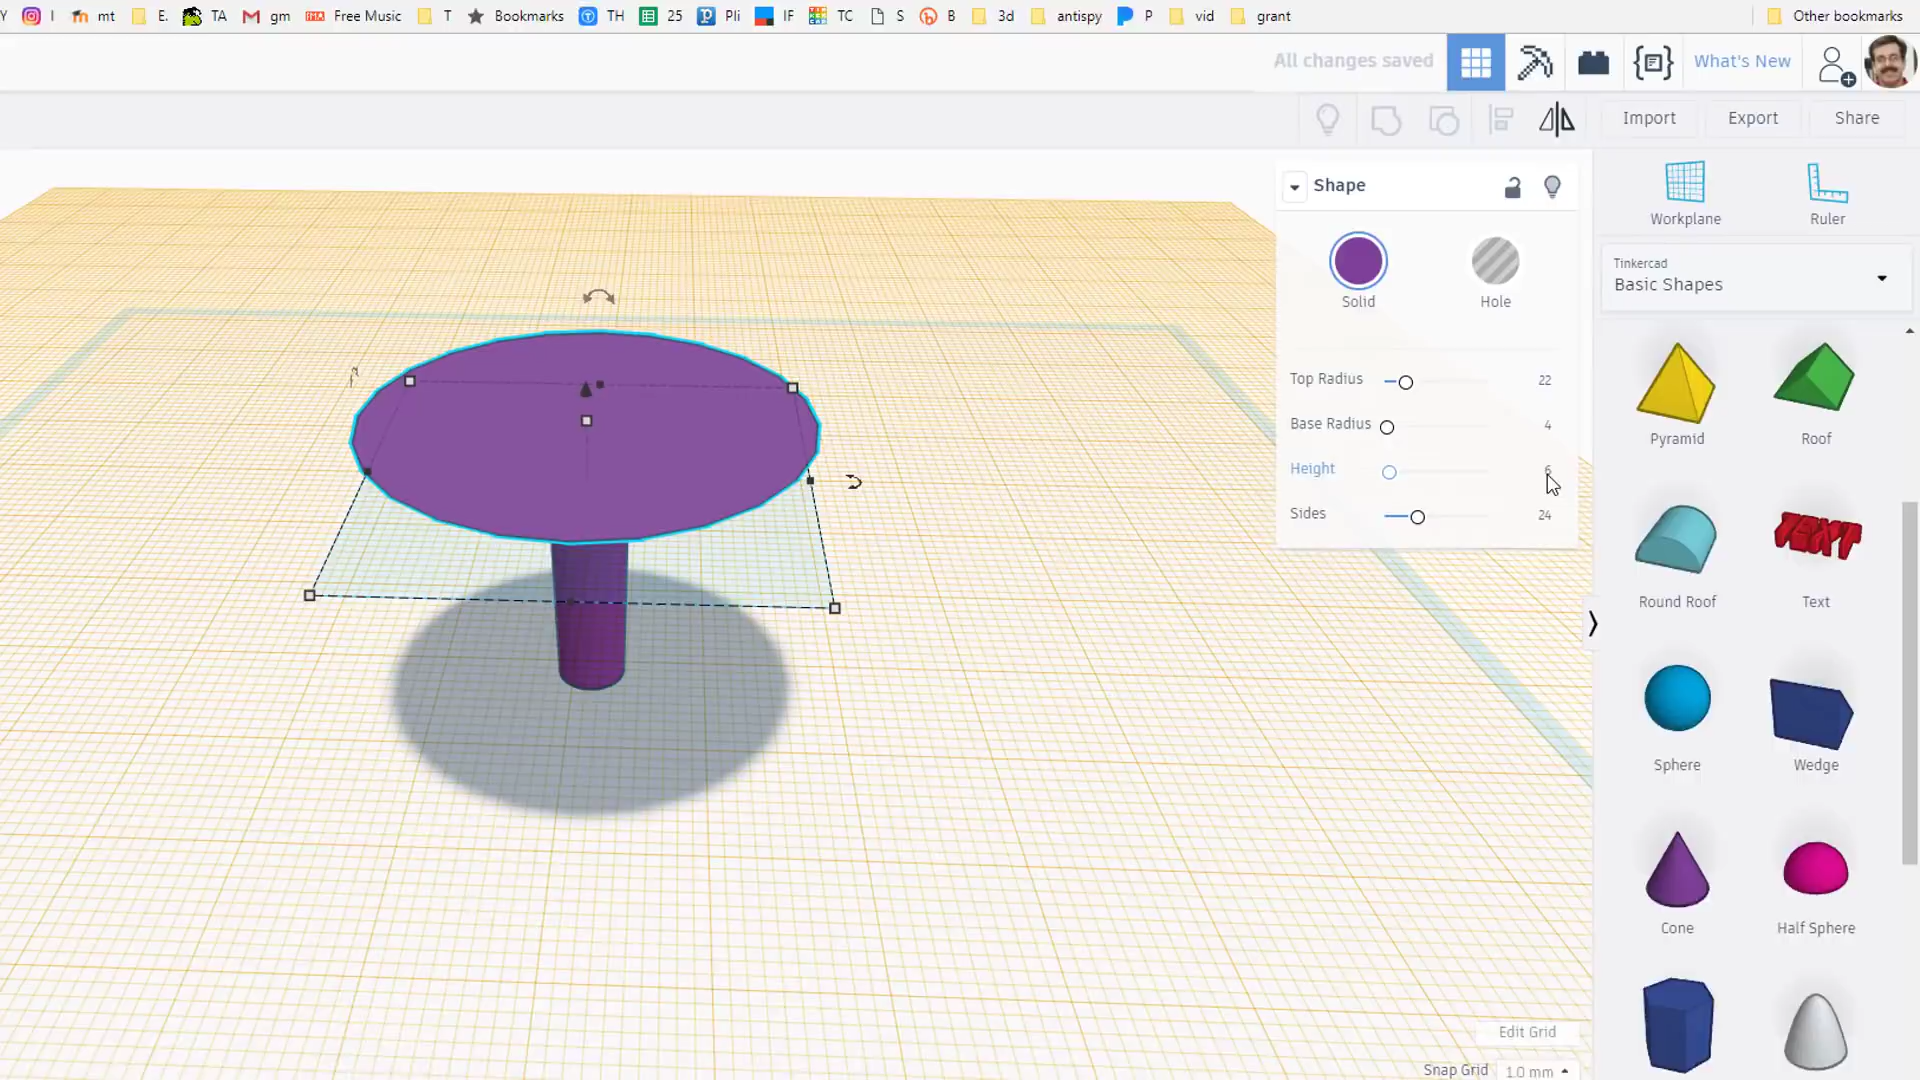 Y I mt E. TA gm Free Music T Bookmarks TH 25 Pli IF TC S B 3d antispy P vid grant Other bookmarks
All changes saved What's New
Import Export Share
Shape
Workplane Ruler
Solid Hole
Tinkercad
Basic Shapes
Top Radius 22
Base Radius 4
Height 6
Sides 24
Pyramid Roof
Round Roof Text
TEXT
Sphere Wedge
Cone Half Sphere
Edit Grid
Snap Grid 1.0 mm